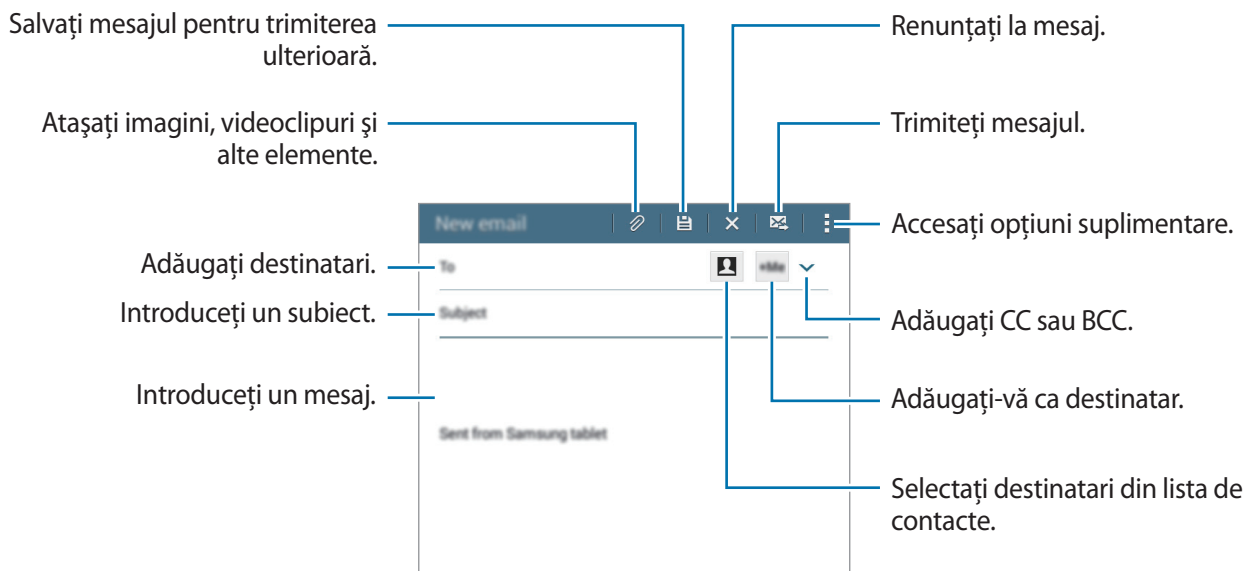 Salvați mesajul pentru trimiterea
ulterioară.
Renunțați la mesaj.
Ataşați imagini, videoclipuri şi
alte elemente.
Trimiteți mesajul.
New email
Accesați opțiuni suplimentare.
Adăugați destinatari.
To
+Me
Introduceți un subiect.
Subject
Adăugați CC sau BCC.
Introduceți un mesaj.
Adăugați-vă ca destinatar.
Sent from Samsung tablet
Selectați destinatari din lista de
contacte.